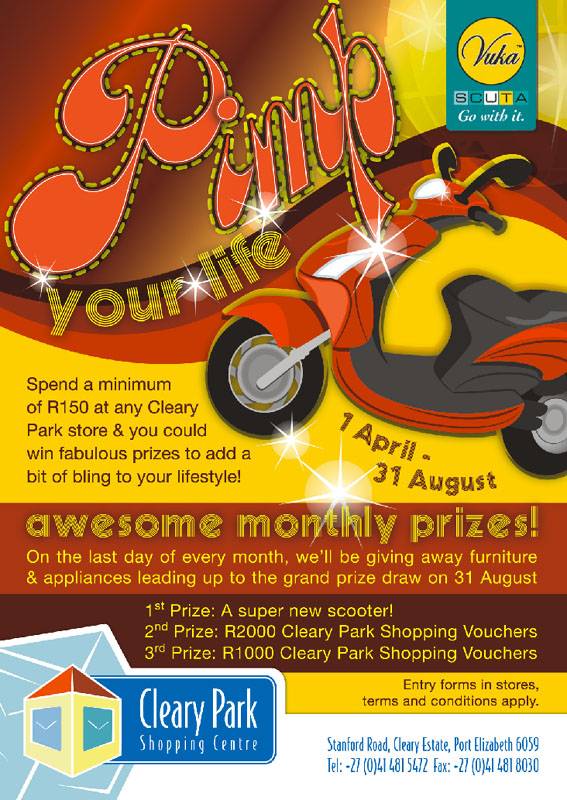 Pimp
your life
Vuka™
SCUTA
Go with it.
Spend a minimum
of R150 at any Cleary
Park store & you could
win fabulous prizes to add a
bit of bling to your lifestyle!
1 April -
31 August
awesome monthly prizes!
On the last day of every month, we'll be giving away furniture
& appliances leading up to the grand prize draw on 31 August
1st Prize: A super new scooter!
2nd Prize: R2000 Cleary Park Shopping Vouchers
3rd Prize: R1000 Cleary Park Shopping Vouchers
Entry forms in stores,
terms and conditions apply.
Cleary Park
Shopping Centre
Stanford Road, Cleary Estate, Port Elizabeth 6059
Tel: +27 (0)41 481 5472 Fax: +27 (0)41 481 8030